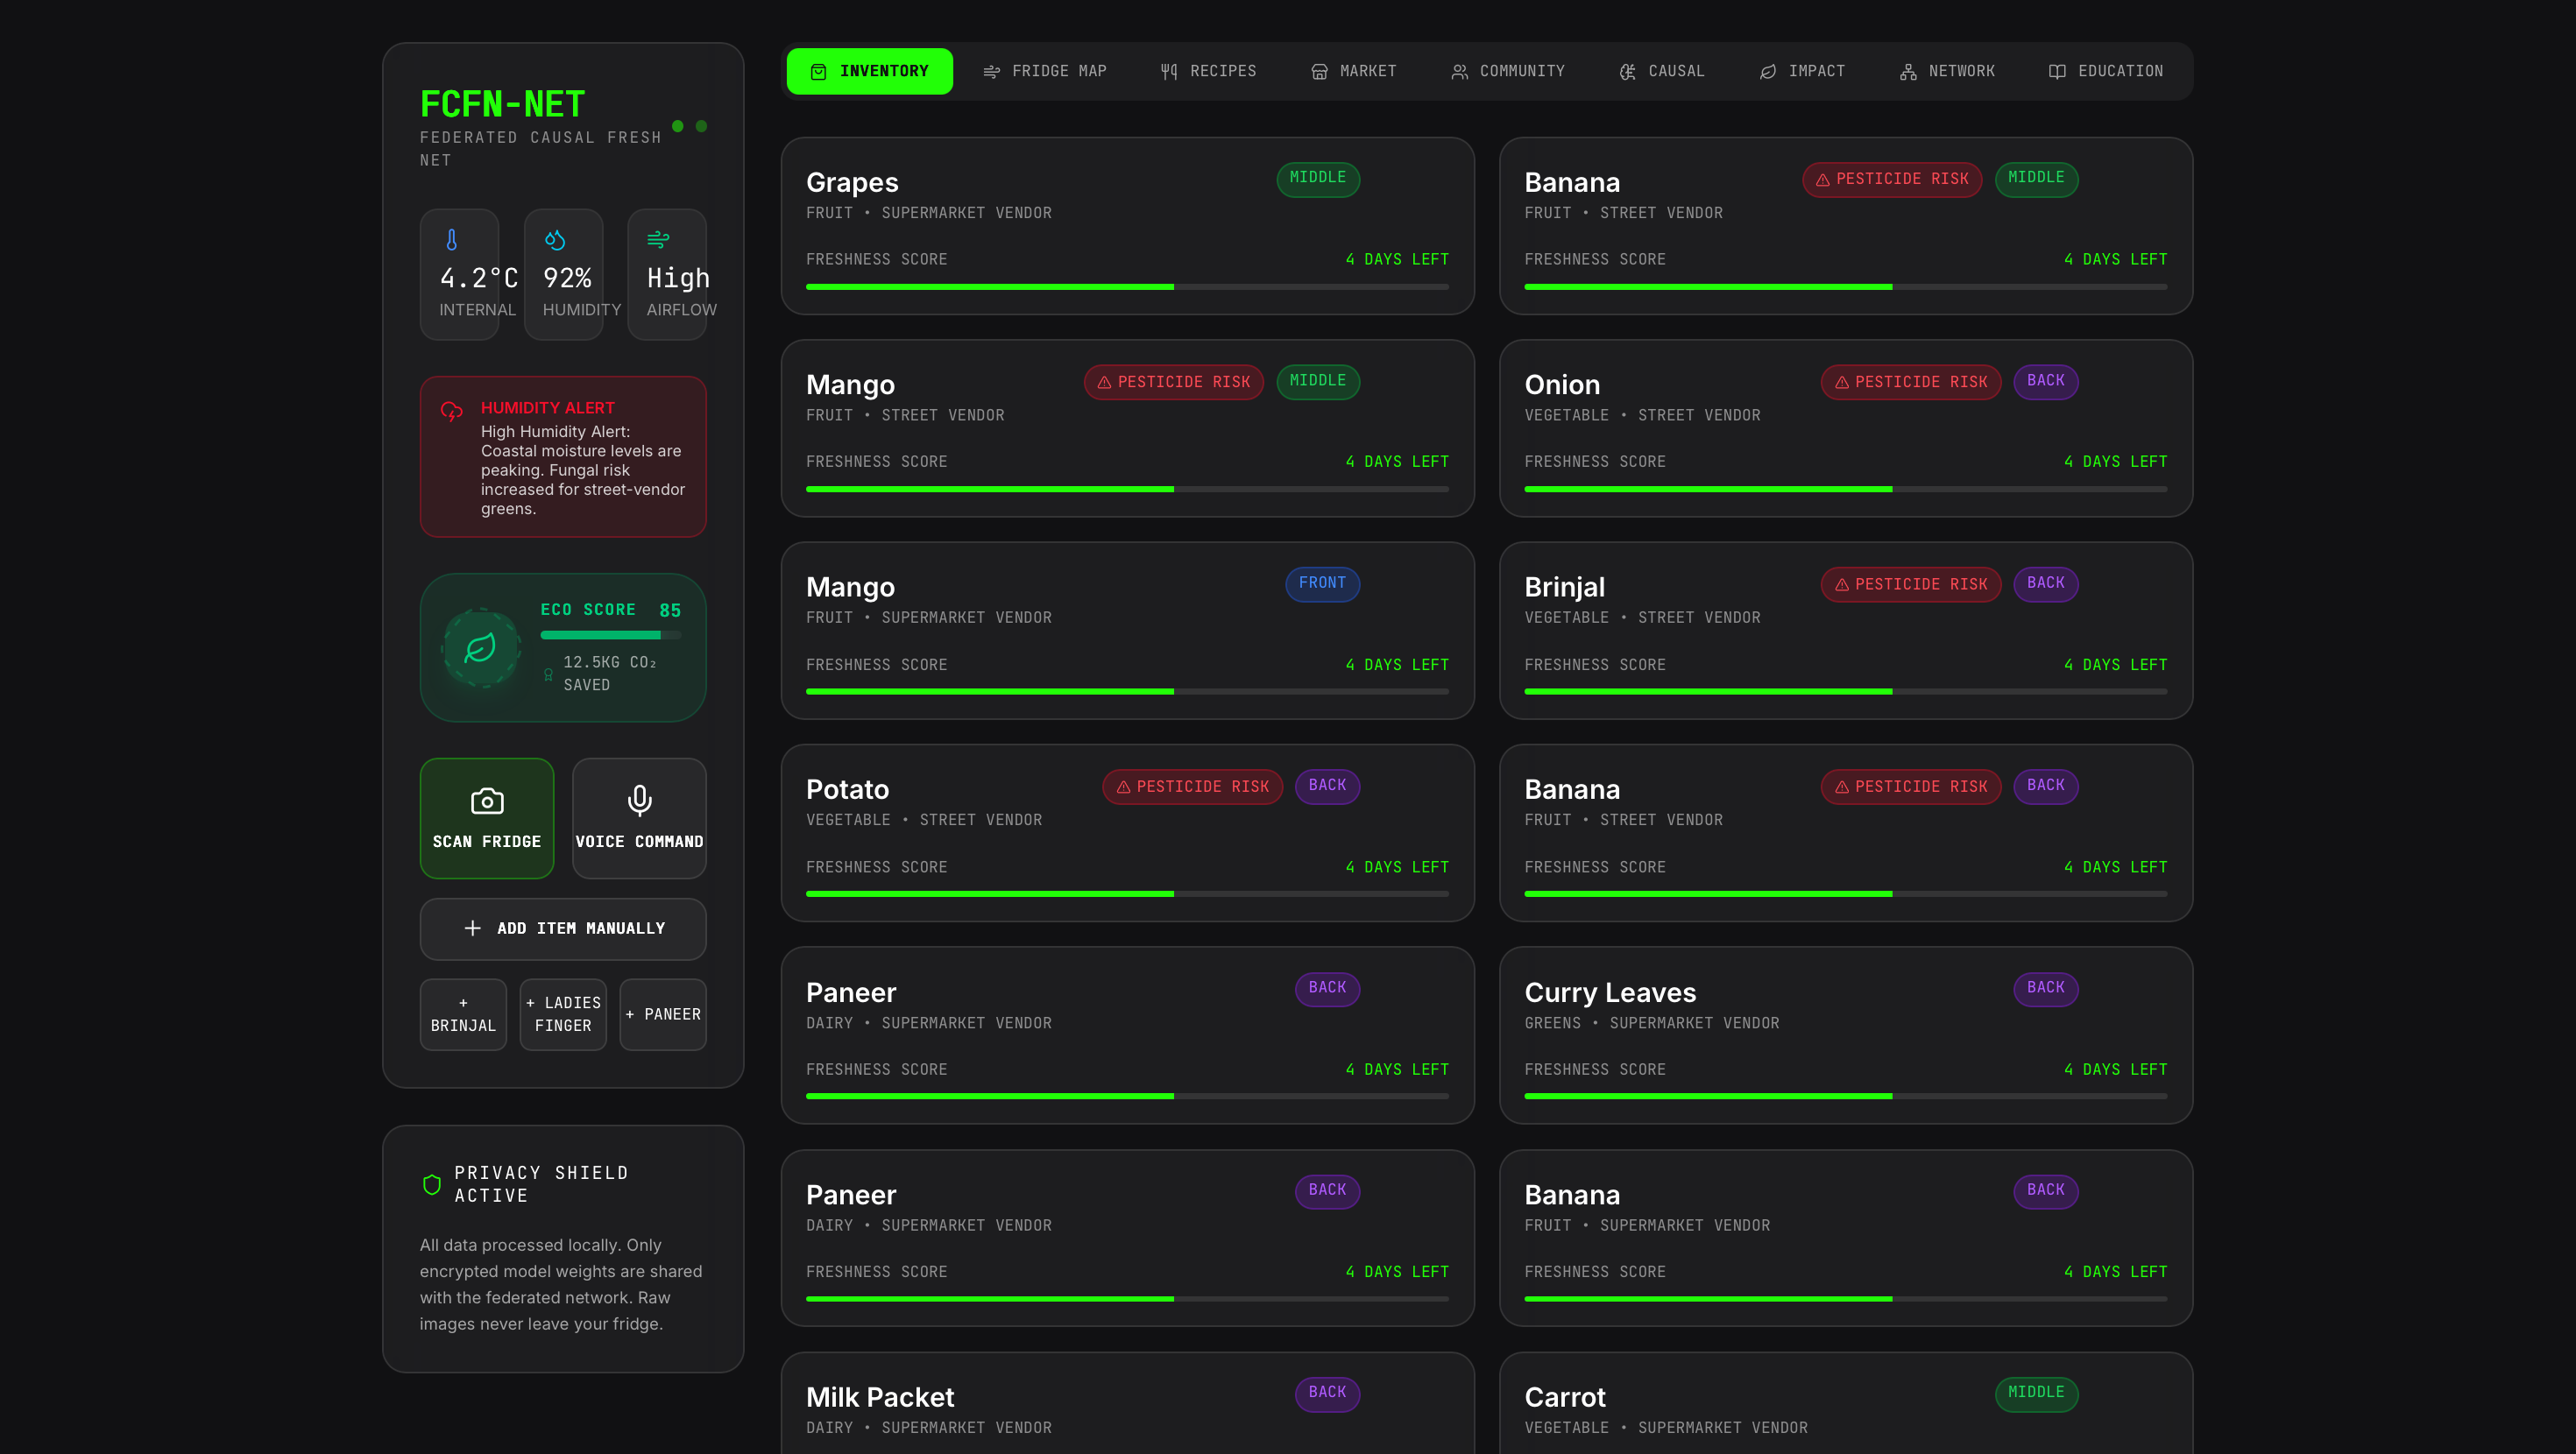 FCFN-NET
FEDERATED CAUSAL FRESH
NET
4.2°C
INTERNAL
92%
HUMIDITY
High
AIRFLOW
HUMIDITY ALERT
High Humidity Alert:
Coastal moisture levels are
peaking. Fungal risk
increased for street-vendor
greens.
ECO SCORE 85
12.5KG CO₂
SAVED
SCAN FRIDGE
VOICE COMMAND
+ ADD ITEM MANUALLY
+
BRINJAL
+ LADIES
FINGER
+ PANEER
PRIVACY SHIELD
ACTIVE
All data processed locally. Only
encrypted model weights are shared
with the federated network. Raw
images never leave your fridge.
INVENTORY FRIDGE MAP RECIPES MARKET COMMUNITY CAUSAL IMPACT NETWORK EDUCATION
Grapes MIDDLE
FRUIT • SUPERMARKET VENDOR
FRESHNESS SCORE 4 DAYS LEFT
Banana PESTICIDE RISK MIDDLE
FRUIT • STREET VENDOR
FRESHNESS SCORE 4 DAYS LEFT
Mango PESTICIDE RISK MIDDLE
FRUIT • STREET VENDOR
FRESHNESS SCORE 4 DAYS LEFT
Onion PESTICIDE RISK BACK
VEGETABLE • STREET VENDOR
FRESHNESS SCORE 4 DAYS LEFT
Mango FRONT
FRUIT • SUPERMARKET VENDOR
FRESHNESS SCORE 4 DAYS LEFT
Brinjal PESTICIDE RISK BACK
VEGETABLE • STREET VENDOR
FRESHNESS SCORE 4 DAYS LEFT
Potato PESTICIDE RISK BACK
VEGETABLE • STREET VENDOR
FRESHNESS SCORE 4 DAYS LEFT
Banana PESTICIDE RISK BACK
FRUIT • STREET VENDOR
FRESHNESS SCORE 4 DAYS LEFT
Paneer BACK
DAIRY • SUPERMARKET VENDOR
FRESHNESS SCORE 4 DAYS LEFT
Curry Leaves BACK
GREENS • SUPERMARKET VENDOR
FRESHNESS SCORE 4 DAYS LEFT
Paneer BACK
DAIRY • SUPERMARKET VENDOR
FRESHNESS SCORE 4 DAYS LEFT
Banana BACK
FRUIT • SUPERMARKET VENDOR
FRESHNESS SCORE 4 DAYS LEFT
Milk Packet BACK
DAIRY • SUPERMARKET VENDOR
Carrot MIDDLE
VEGETABLE • SUPERMARKET VENDOR